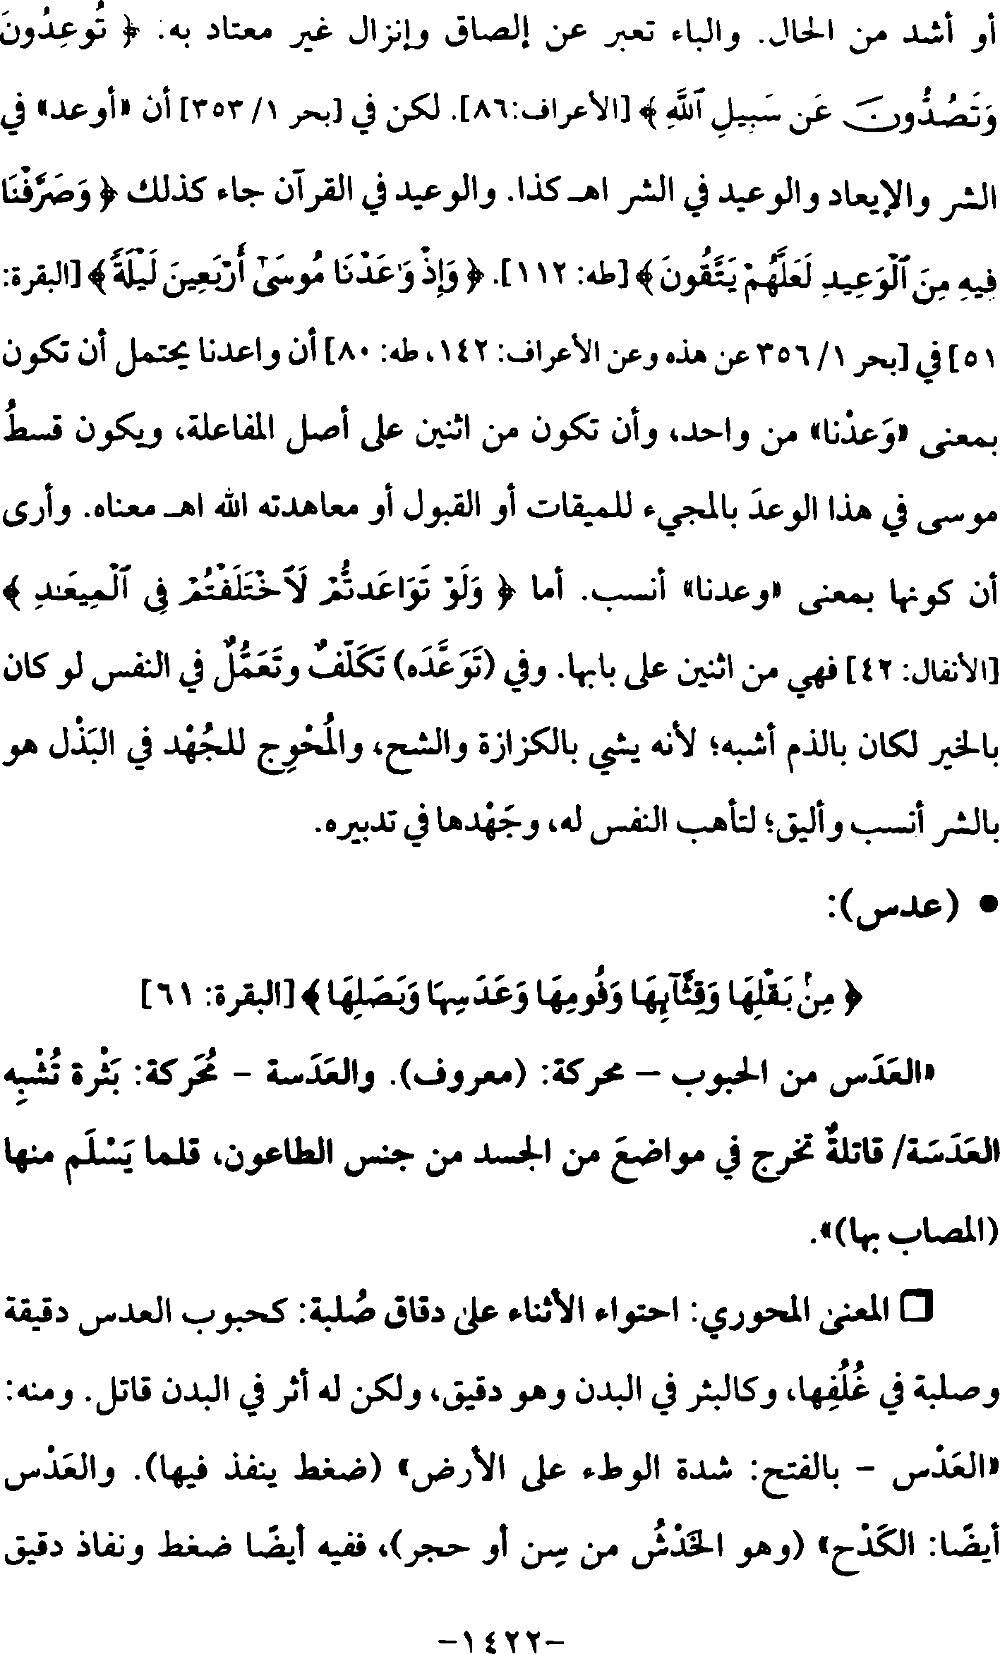 أو أشد من الحال. والباء تعبر عن إلصاق وإنزال غير معتاد به: ﴿ تُوعِدُونَ
وَتَصُدُّونَ عَن سَبِيلِ ٱللَّهِ ﴾ [الأعراف:٨٦]. لكن في [بحر ١/ ٣٥٣] أن «أوعد» في
الشر والإيعاد والوعيد في الشر اهـ كذا. والوعيد في القرآن جاء كذلك ﴿ وَصَرَّفْنَا
فِيهِ مِنَ ٱلْوَعِيدِ لَعَلَّهُمْ يَتَّقُونَ ﴾ [طه: ١١٢]. ﴿ وَإِذْ وَٰعَدْنَا مُوسَىٰٓ أَرْبَعِينَ لَيْلَةً ﴾ [البقرة:
٥١] في [بحر ١/ ٣٥٦ عن هذه وعن الأعراف: ١٤٢، طه: ٨٠] أن واعدنا يحتمل أن تكون
بمعنى «وَعدْنا» من واحد، وأن تكون من اثنين على أصل المفاعلة، ويكون قسطُ
موسى في هذا الوعدَ بالمجيء للميقات أو القبول أو معاهدته الله اهـ معناه. وأرى
أن كونها بمعنى «وعدنا» أنسب. أما ﴿ وَلَوْ تَوَاعَدتُّمْ لَٱخْتَلَفْتُمْ فِى ٱلْمِيعَـٰدِ ﴾
[الأنفال: ٤٢] فهي من اثنين على بابها. وفي (تَوَعَّدَه) تَكَلّفٌ وتَعَمُّلٌ في النفس لو كان
بالخير لكان بالذم أشبه؛ لأنه يشي بالكزازة والشح، والمُحْوِج للجُهْد في البَذْل هو
بالشر أنسب وأليق؛ لتأهب النفس له، وجَهْدها في تدبيره.
● (عدس):
﴿ مِنۢ بَقْلِهَا وَقِثَّآئِهَا وَفُومِهَا وَعَدَسِهَا وَبَصَلِهَا ﴾ [البقرة: ٦١]
«العَدَس من الحبوب – محركة: (معروف). والعَدَسة – مُحَركة: بَثْرة تُشْبِه
العَدَسَة/ قاتلةٌ تخرج في مواضعَ من الجسد من جنس الطاعون، قلما يَسْلَم منها
(المصاب بها)».
❒ المعنى المحوري: احتواء الأثناء على دقاق صُلبة: كحبوب العدس دقيقة
وصلبة في غُلُفِها، وكالبثر في البدن وهو دقيق، ولكن له أثر في البدن قاتل. ومنه:
«العَدْس – بالفتح: شدة الوطء على الأرض» (ضغط ينفذ فيها). والعَدْس
أيضًا: الكَدْح» (وهو الخَدْشُ من سِن أو حجر)، ففيه أيضًا ضغط ونفاذ دقيق
-١٤٢٢-